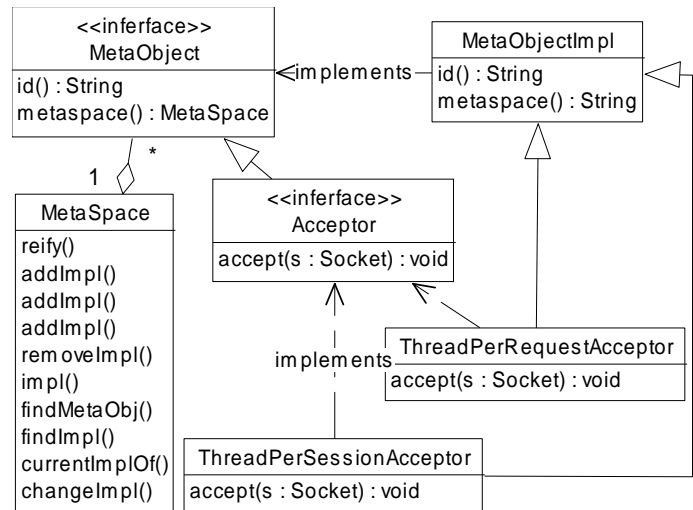 <<inferface>>
MetaObject
id() : String
metaspace() : MetaSpace
implements
MetaObjectImpl
id() : String
metaspace() : String
*
1
MetaSpace
reify()
addImpl()
addImpl()
addImpl()
removeImpl()
impl()
findMetaObj()
findImpl()
currentImplOf()
changeImpl()
<<inferface>>
Acceptor
accept(s : Socket) : void
implements
ThreadPerRequestAcceptor
accept(s : Socket) : void
ThreadPerSessionAcceptor
accept(s : Socket) : void